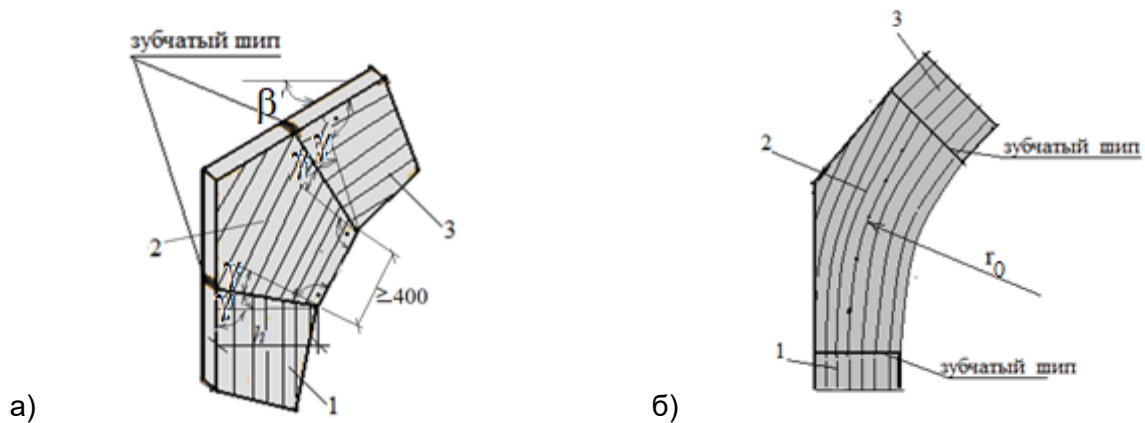 зубчатый шип
β'
γ
γ
2
3
≥400
γ
γ
h
1
а)
3
2
зубчатый шип
r₀
1
зубчатый шип
б)